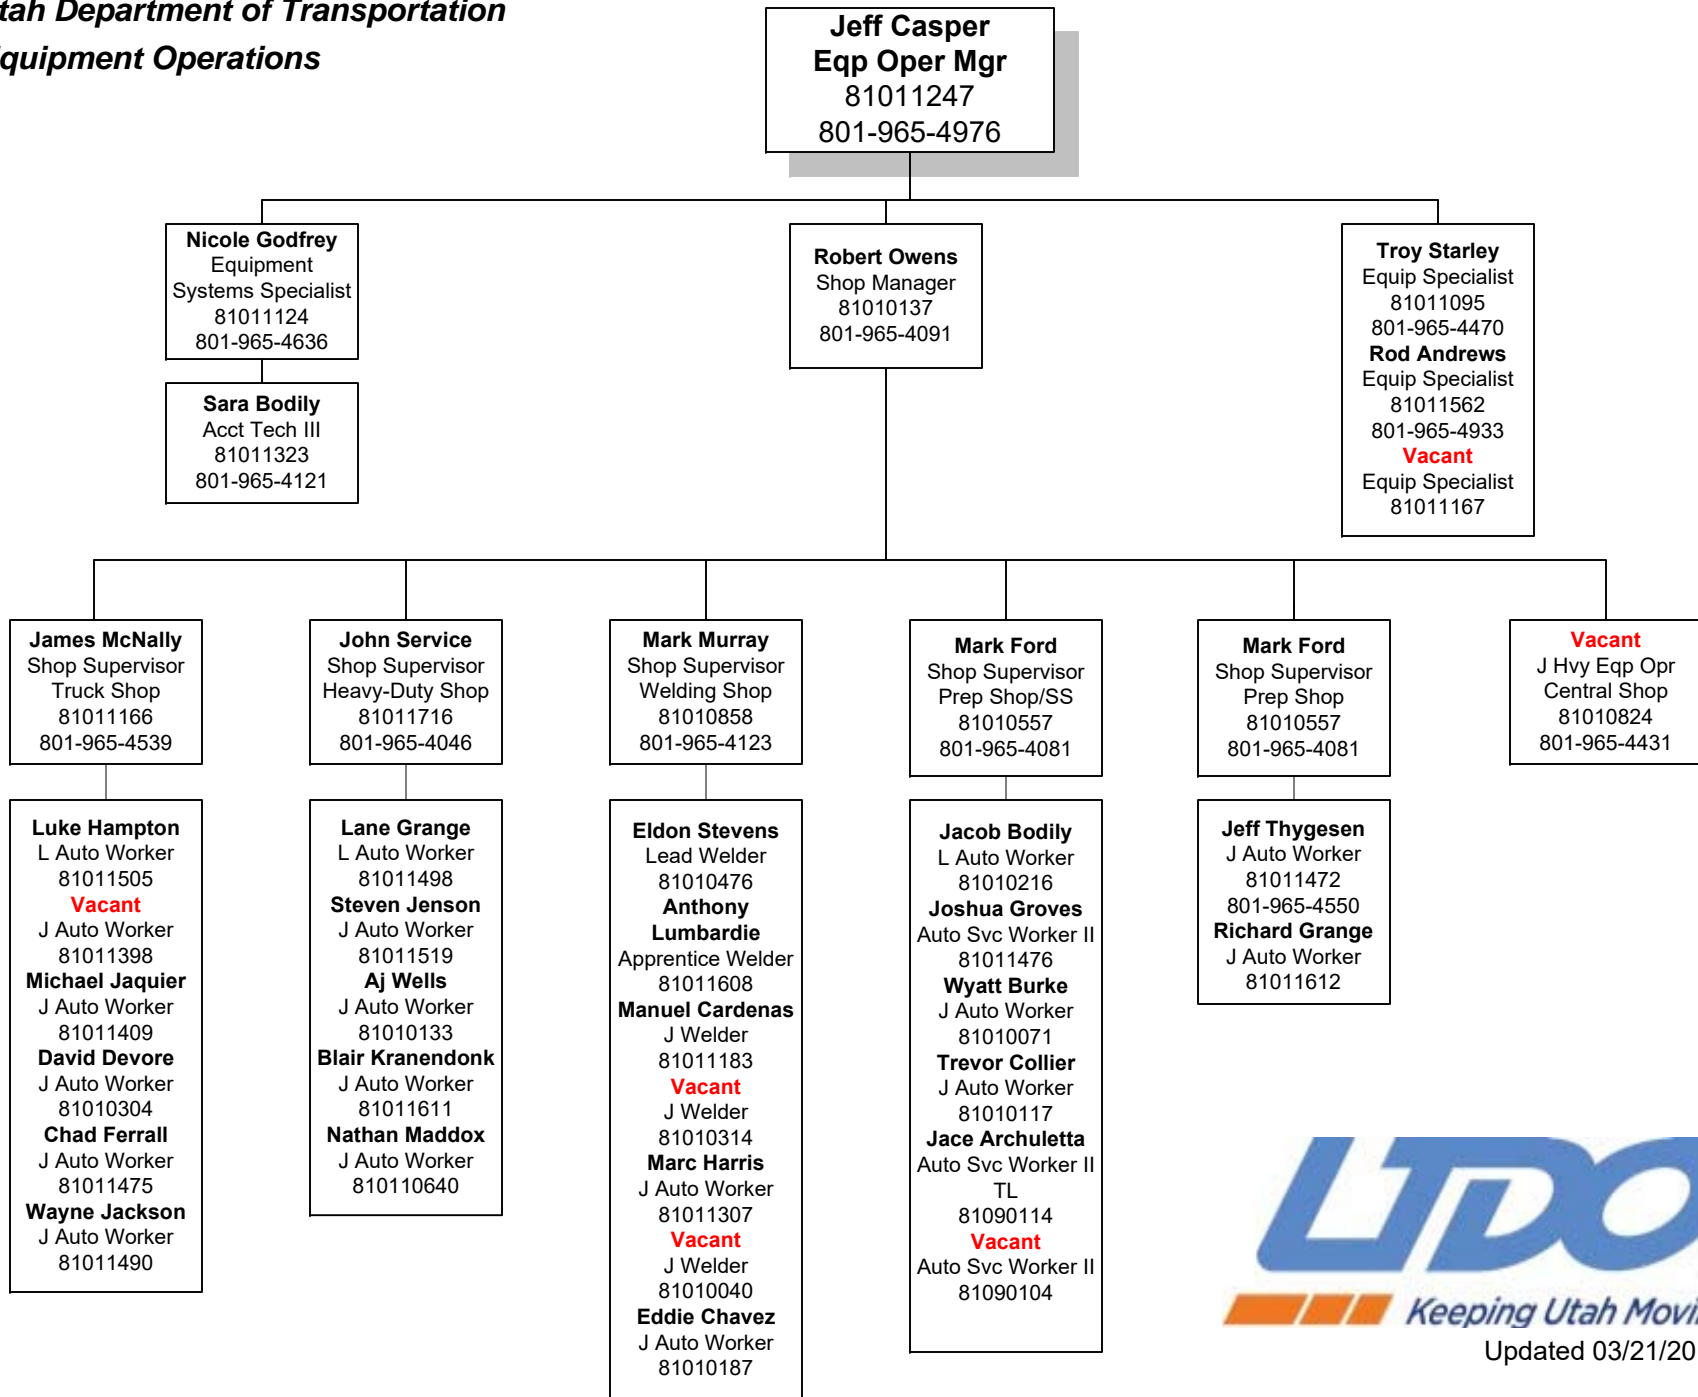 tah Department of Transportation
quipment Operations
Jeff Casper
Eqp Oper Mgr
81011247
801-965-4976
Nicole Godfrey
Equipment
Systems Specialist
81011124
801-965-4636
Sara Bodily
Acct Tech III
81011323
801-965-4121
Robert Owens
Shop Manager
81010137
801-965-4091
Troy Starley
Equip Specialist
81011095
801-965-4470
Rod Andrews
Equip Specialist
81011562
801-965-4933
Vacant
Equip Specialist
81011167
James McNally
Shop Supervisor
Truck Shop
81011166
801-965-4539
John Service
Shop Supervisor
Heavy-Duty Shop
81011716
801-965-4046
Mark Murray
Shop Supervisor
Welding Shop
81010858
801-965-4123
Mark Ford
Shop Supervisor
Prep Shop/SS
81010557
801-965-4081
Mark Ford
Shop Supervisor
Prep Shop
81010557
801-965-4081
Vacant
J Hvy Eqp Opr
Central Shop
81010824
801-965-4431
Luke Hampton
L Auto Worker
81011505
Vacant
J Auto Worker
81011398
Michael Jaquier
J Auto Worker
81011409
David Devore
J Auto Worker
81010304
Chad Ferrall
J Auto Worker
81011475
Wayne Jackson
J Auto Worker
81011490
Lane Grange
L Auto Worker
81011498
Steven Jenson
J Auto Worker
81011519
Aj Wells
J Auto Worker
81010133
Blair Kranendonk
J Auto Worker
81011611
Nathan Maddox
J Auto Worker
810110640
Eldon Stevens
Lead Welder
81010476
Anthony
Lumbardie
Apprentice Welder
81011608
Manuel Cardenas
J Welder
81011183
Vacant
J Welder
81010314
Marc Harris
J Auto Worker
81011307
Vacant
J Welder
81010040
Eddie Chavez
J Auto Worker
81010187
Jacob Bodily
L Auto Worker
81010216
Joshua Groves
Auto Svc Worker II
81011476
Wyatt Burke
J Auto Worker
81010071
Trevor Collier
J Auto Worker
81010117
Jace Archuletta
Auto Svc Worker II
TL
81090114
Vacant
Auto Svc Worker II
81090104
Jeff Thygesen
J Auto Worker
81011472
801-965-4550
Richard Grange
J Auto Worker
81011612
UDO
Keeping Utah Movi
Updated 03/21/20